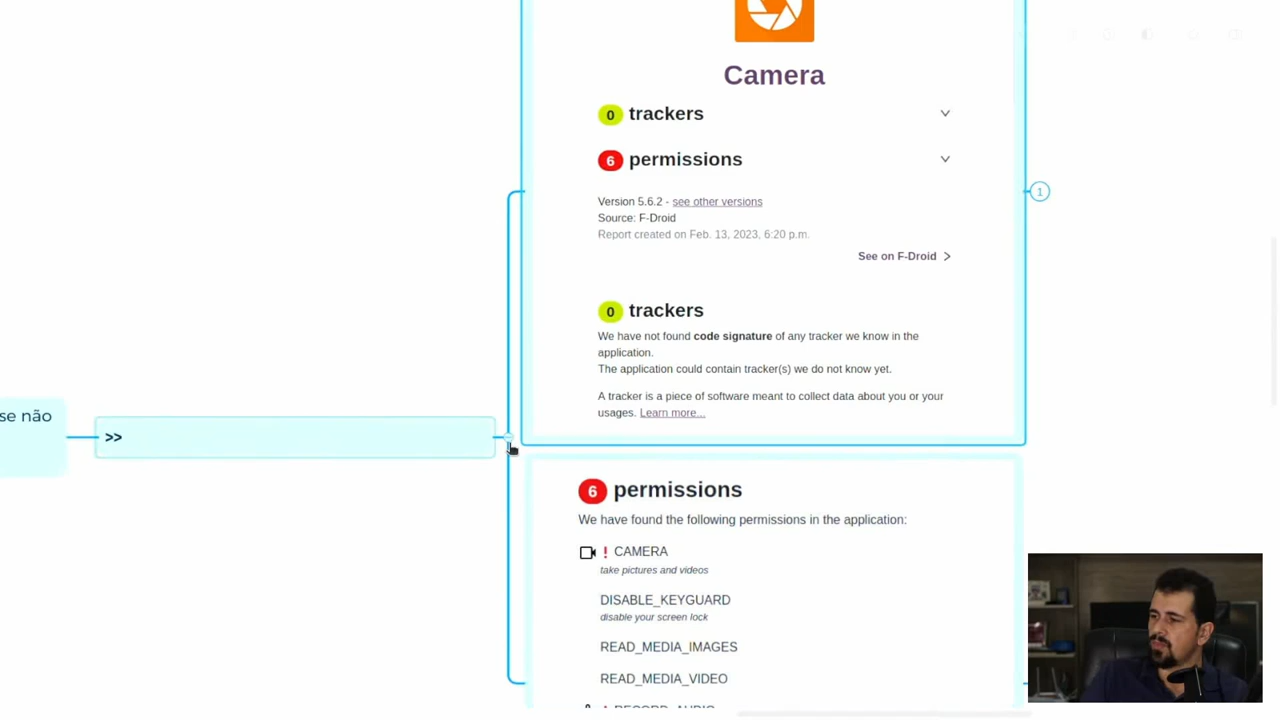 Camera
0 trackers
6 permissions
Version 5.6.2 - see other versions
Source: F-Droid
Report created on Feb. 13, 2023, 6:20 p.m.
See on F-Droid
1
0 trackers
We have not found code signature of any tracker we know in the
application.
The application could contain tracker(s) we do not know yet.
A tracker is a piece of software meant to collect data about you or your
usages. Learn more...
se não
>>
6 permissions
We have found the following permissions in the application:
! CAMERA
take pictures and videos
DISABLE_KEYGUARD
disable your screen lock
READ_MEDIA_IMAGES
READ_MEDIA_VIDEO